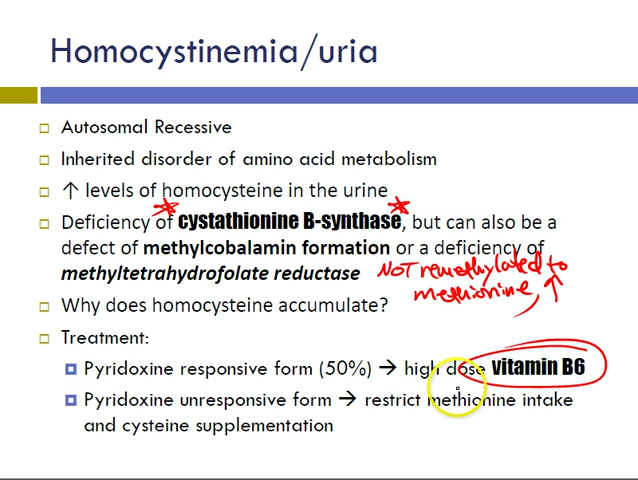 Homocystinemia/uria
Autosomal Recessive
Inherited disorder of amino acid metabolism
↑ levels of homocysteine in the urine
Deficiency of cystathionine B-synthase, but can also be a
defect of methylcobalamin formation or a deficiency of
methyltetrahydrofolate reductase
NOT remethylated to
methionine
Why does homocysteine accumulate?
Treatment:
Pyridoxine responsive form (50%) → high dose vitamin B6
Pyridoxine unresponsive form → restrict methionine intake
and cysteine supplementation